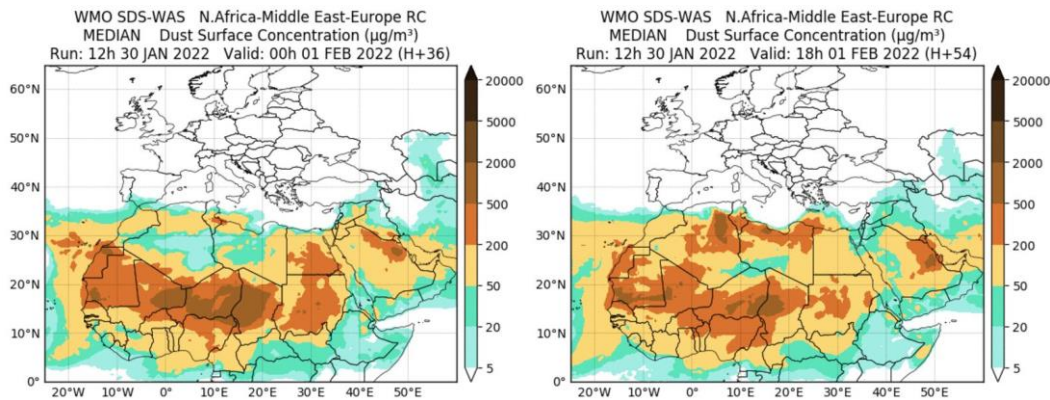 WMO SDS-WAS N.Africa-Middle East-Europe RC
MEDIAN Dust Surface Concentration (µg/m³)
Run: 12h 30 JAN 2022 Valid: 00h 01 FEB 2022 (H+36)
60°N
50°N
40°N
30°N
20°N
10°N
0°
20°W
10°W
0°E
10°E
20°E
30°E
40°E
50°E
20000
5000
2000
500
200
50
20
5
WMO SDS-WAS N.Africa-Middle East-Europe RC
MEDIAN Dust Surface Concentration (µg/m³)
Run: 12h 30 JAN 2022 Valid: 18h 01 FEB 2022 (H+54)
60°N
50°N
40°N
30°N
20°N
10°N
0°
20°W
10°W
0°E
10°E
20°E
30°E
40°E
50°E
20000
5000
2000
500
200
50
20
5